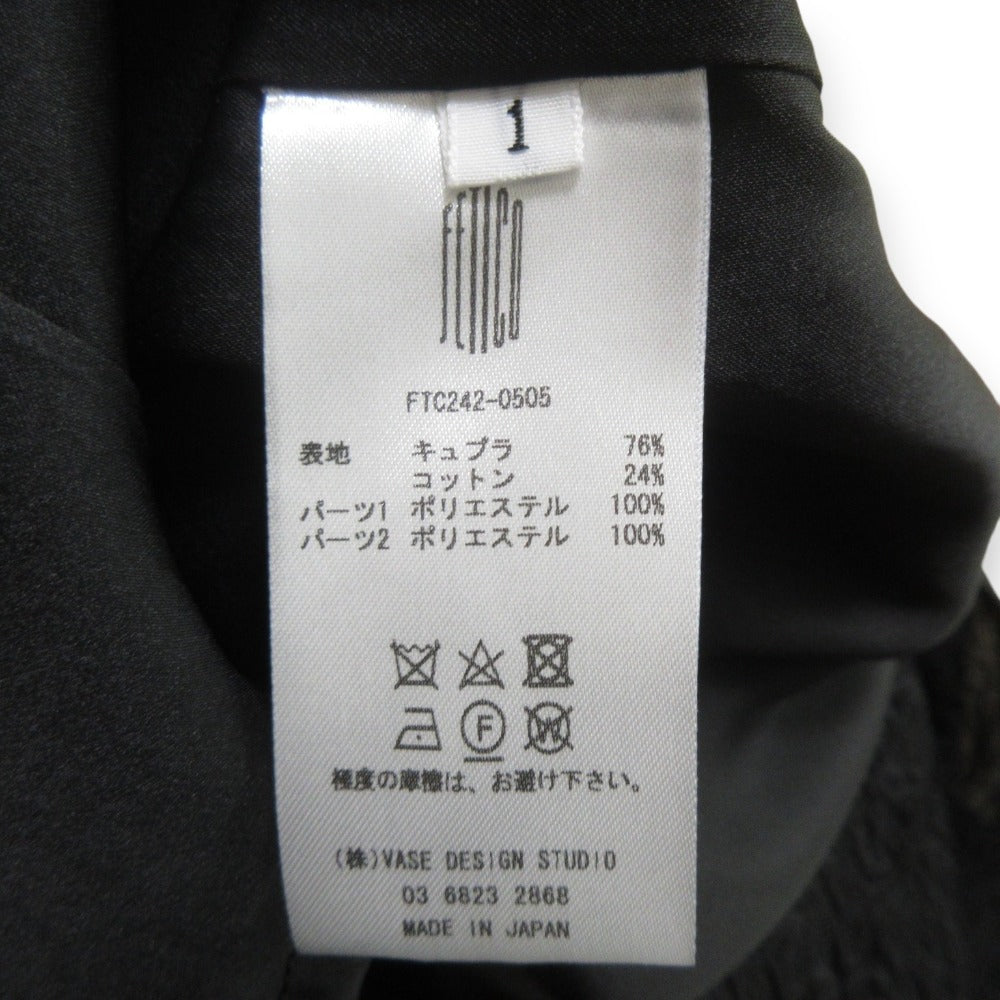 1
FETICO
FTC242-0505
表地 キュプラ 76%
コットン 24%
パーツ1 ポリエステル 100%
パーツ2 ポリエステル 100%
F W
極度の摩擦は、お避け下さい。
(株)VASE DESIGN STUDIO
03 6823 2868
MADE IN JAPAN